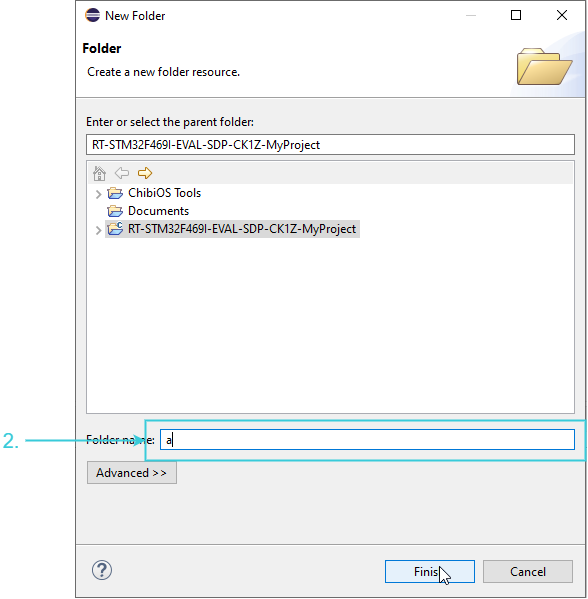 New Folder
Folder
Create a new folder resource.
Enter or select the parent folder:
RT-STM32F469I-EVAL-SDP-CK1Z-MyProject
ChibiOS Tools
Documents
RT-STM32F469I-EVAL-SDP-CK1Z-MyProject
2.
Folder name: a
Advanced >>
Finis
Cancel